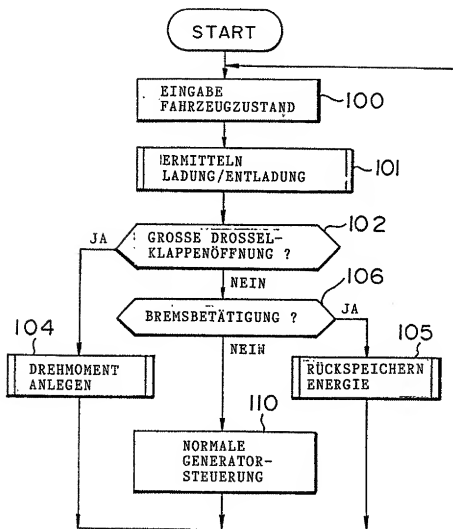 START
EINGABE
FAHRZEUGZUSTAND
100
ERMITTELN
LADUNG/ENTLADUNG
101
102
JA
GROSSE DROSSEL-
KLAPPENÖFFNUNG ?
NEIN
106
BREMSBETÄTIGUNG ?
JA
NEIN
104
DREHMOMENT
ANLEGEN
105
RÜCKSPEICHERN
ENERGIE
110
NORMALE
GENERATOR-
STEUERUNG